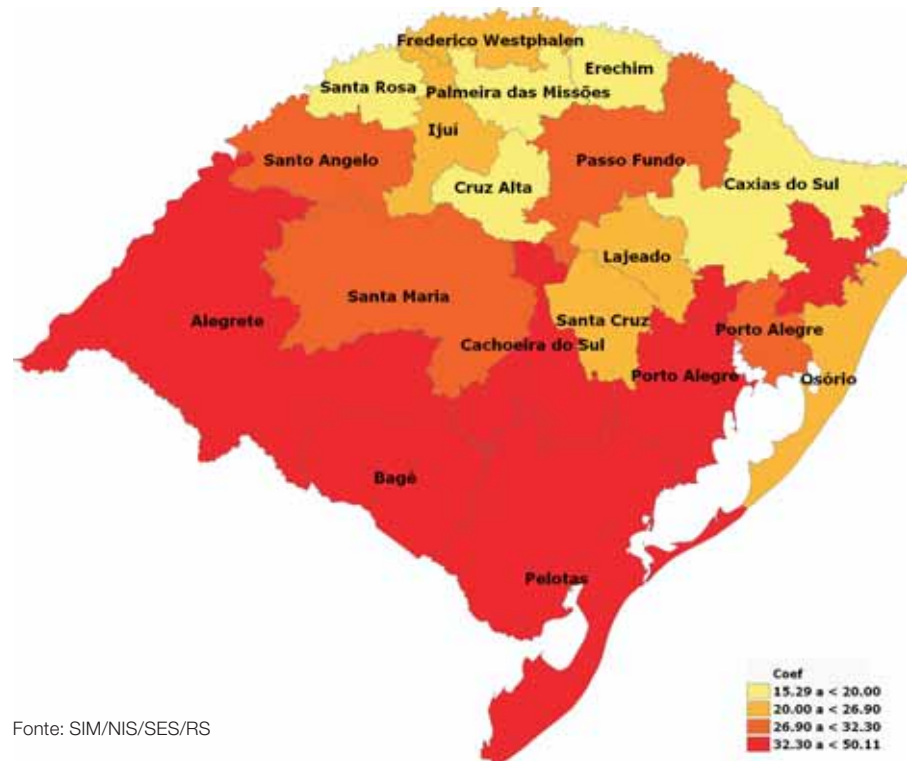 Frederico Westphalen
Erechim
Santa Rosa
Palmeira das Missões
Ijuí
Santo Angelo
Passo Fundo
Cruz Alta
Caxias do Sul
Lajeado
Santa Maria
Alegrete
Santa Cruz
Porto Alegre
Cachoeira do Sul
Porto Alegre
Osório
Bagé
Pelotas
Coef
15.29 a < 20.00
20.00 a < 26.90
26.90 a < 32.30
32.30 a < 50.11
Fonte: SIM/NIS/SES/RS